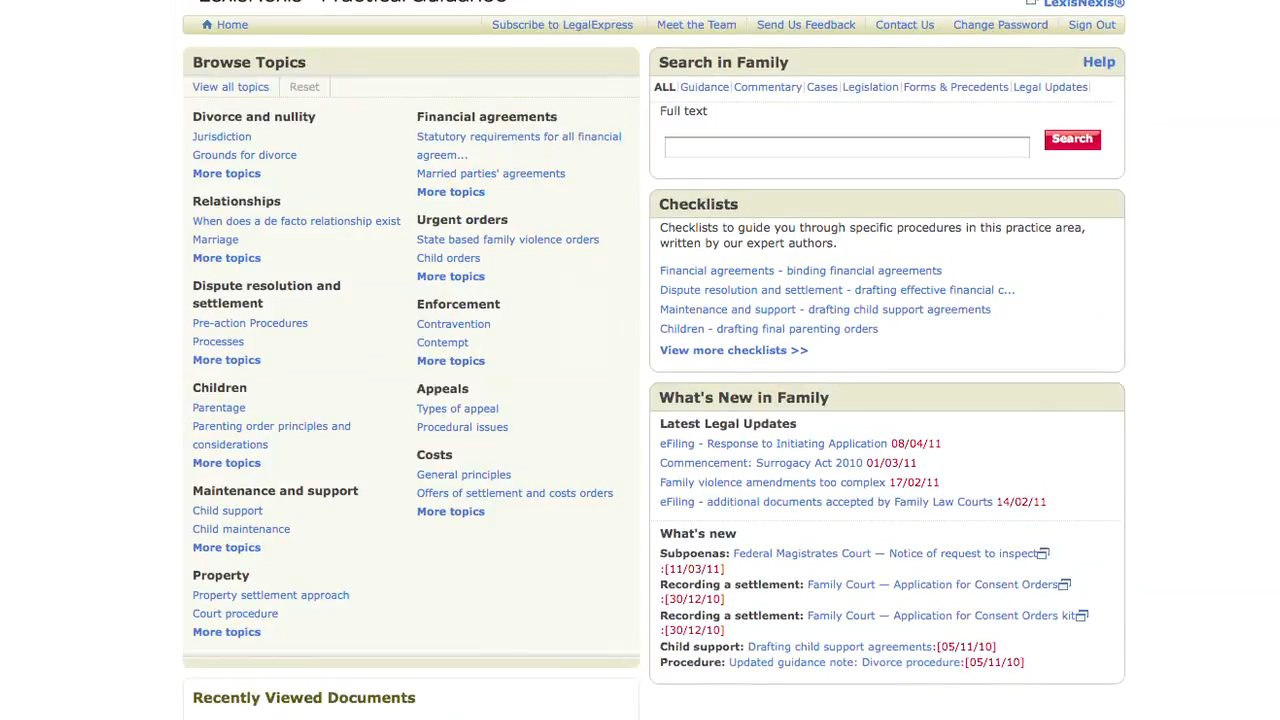 LexisNexis® Practical Guidance
LexisNexis®
Home
Subscribe to LegalExpress
Meet the Team
Send Us Feedback
Contact Us
Change Password
Sign Out
Browse Topics
View all topics
Reset
Divorce and nullity
Jurisdiction
Grounds for divorce
More topics
Relationships
When does a de facto relationship exist
Marriage
More topics
Dispute resolution and
settlement
Pre-action Procedures
Processes
More topics
Children
Parentage
Parenting order principles and
considerations
More topics
Maintenance and support
Child support
Child maintenance
More topics
Property
Property settlement approach
Court procedure
More topics
Financial agreements
Statutory requirements for all financial
agreem...
Married parties' agreements
More topics
Urgent orders
State based family violence orders
Child orders
More topics
Enforcement
Contravention
Contempt
More topics
Appeals
Types of appeal
Procedural issues
Costs
General principles
Offers of settlement and costs orders
More topics
Recently Viewed Documents
Search in Family
Help
ALL Guidance Commentary Cases Legislation Forms & Precedents Legal Updates
Full text
Search
Checklists
Checklists to guide you through specific procedures in this practice area,
written by our expert authors.
Financial agreements - binding financial agreements
Dispute resolution and settlement - drafting effective financial c...
Maintenance and support - drafting child support agreements
Children - drafting final parenting orders
View more checklists >>
What's New in Family
Latest Legal Updates
eFiling - Response to Initiating Application 08/04/11
Commencement: Surrogacy Act 2010 01/03/11
Family violence amendments too complex 17/02/11
eFiling - additional documents accepted by Family Law Courts 14/02/11
What's new
Subpoenas: Federal Magistrates Court — Notice of request to inspect
:[11/03/11]
Recording a settlement: Family Court — Application for Consent Orders
:[30/12/10]
Recording a settlement: Family Court — Application for Consent Orders kit
:[30/12/10]
Child support: Drafting child support agreements:[05/11/10]
Procedure: Updated guidance note: Divorce procedure:[05/11/10]